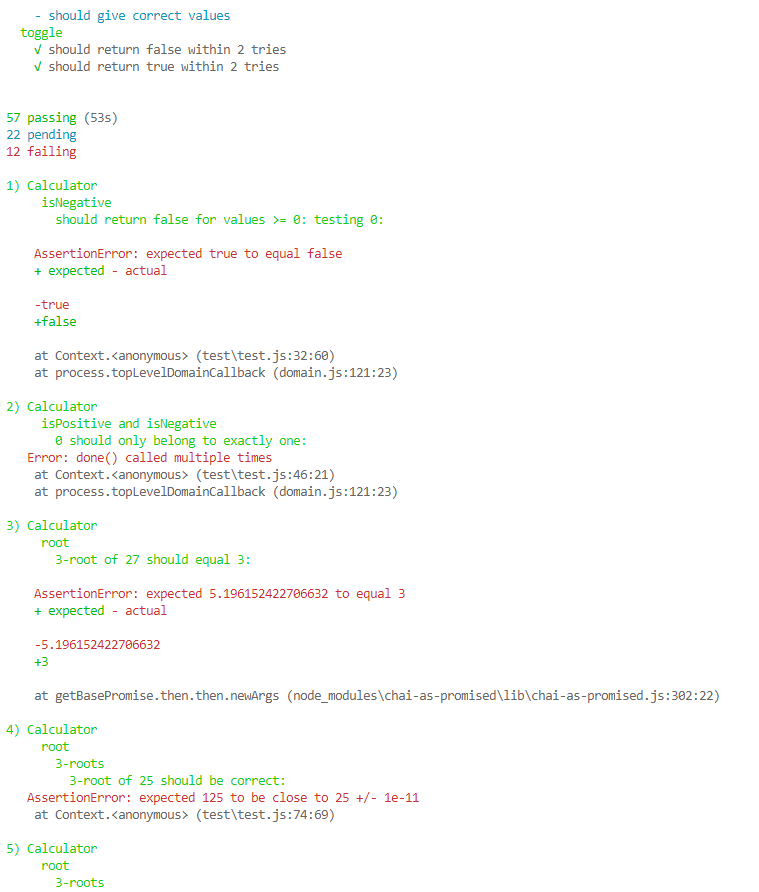 - should give correct values
toggle
√ should return false within 2 tries
√ should return true within 2 tries
57 passing (53s)
22 pending
12 failing
1) Calculator
isNegative
should return false for values >= 0: testing 0:
AssertionError: expected true to equal false
+ expected - actual
-true
+false
at Context.<anonymous> (test\test.js:32:60)
at process.topLevelDomainCallback (domain.js:121:23)
2) Calculator
isPositive and isNegative
0 should only belong to exactly one:
Error: done() called multiple times
at Context.<anonymous> (test\test.js:46:21)
at process.topLevelDomainCallback (domain.js:121:23)
3) Calculator
root
3-root of 27 should equal 3:
AssertionError: expected 5.196152422706632 to equal 3
+ expected - actual
-5.196152422706632
+3
at getBasePromise.then.then.newArgs (node_modules\chai-as-promised\lib\chai-as-promised.js:302:22)
4) Calculator
root
3-roots
3-root of 25 should be correct:
AssertionError: expected 125 to be close to 25 +/- 1e-11
at Context.<anonymous> (test\test.js:74:69)
5) Calculator
root
3-roots